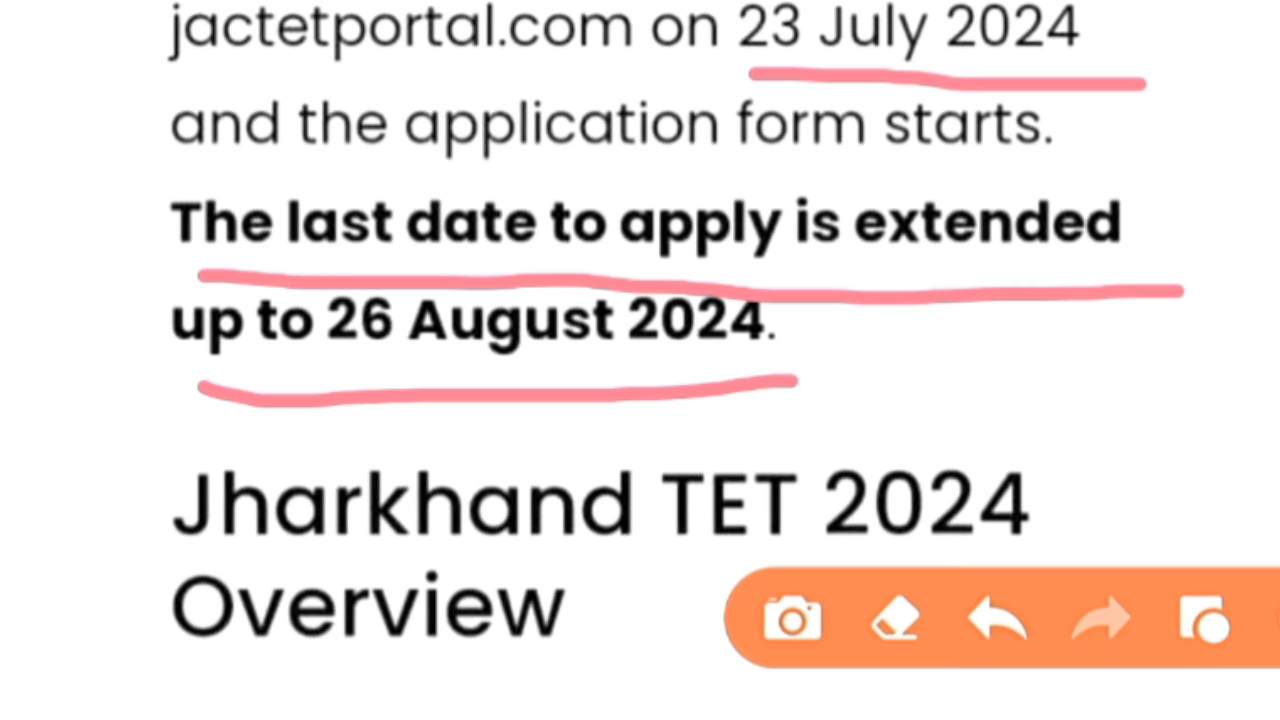 jactetportal.com on 23 July 2024
and the application form starts.
The last date to apply is extended
up to 26 August 2024.
Jharkhand TET 2024
Overview